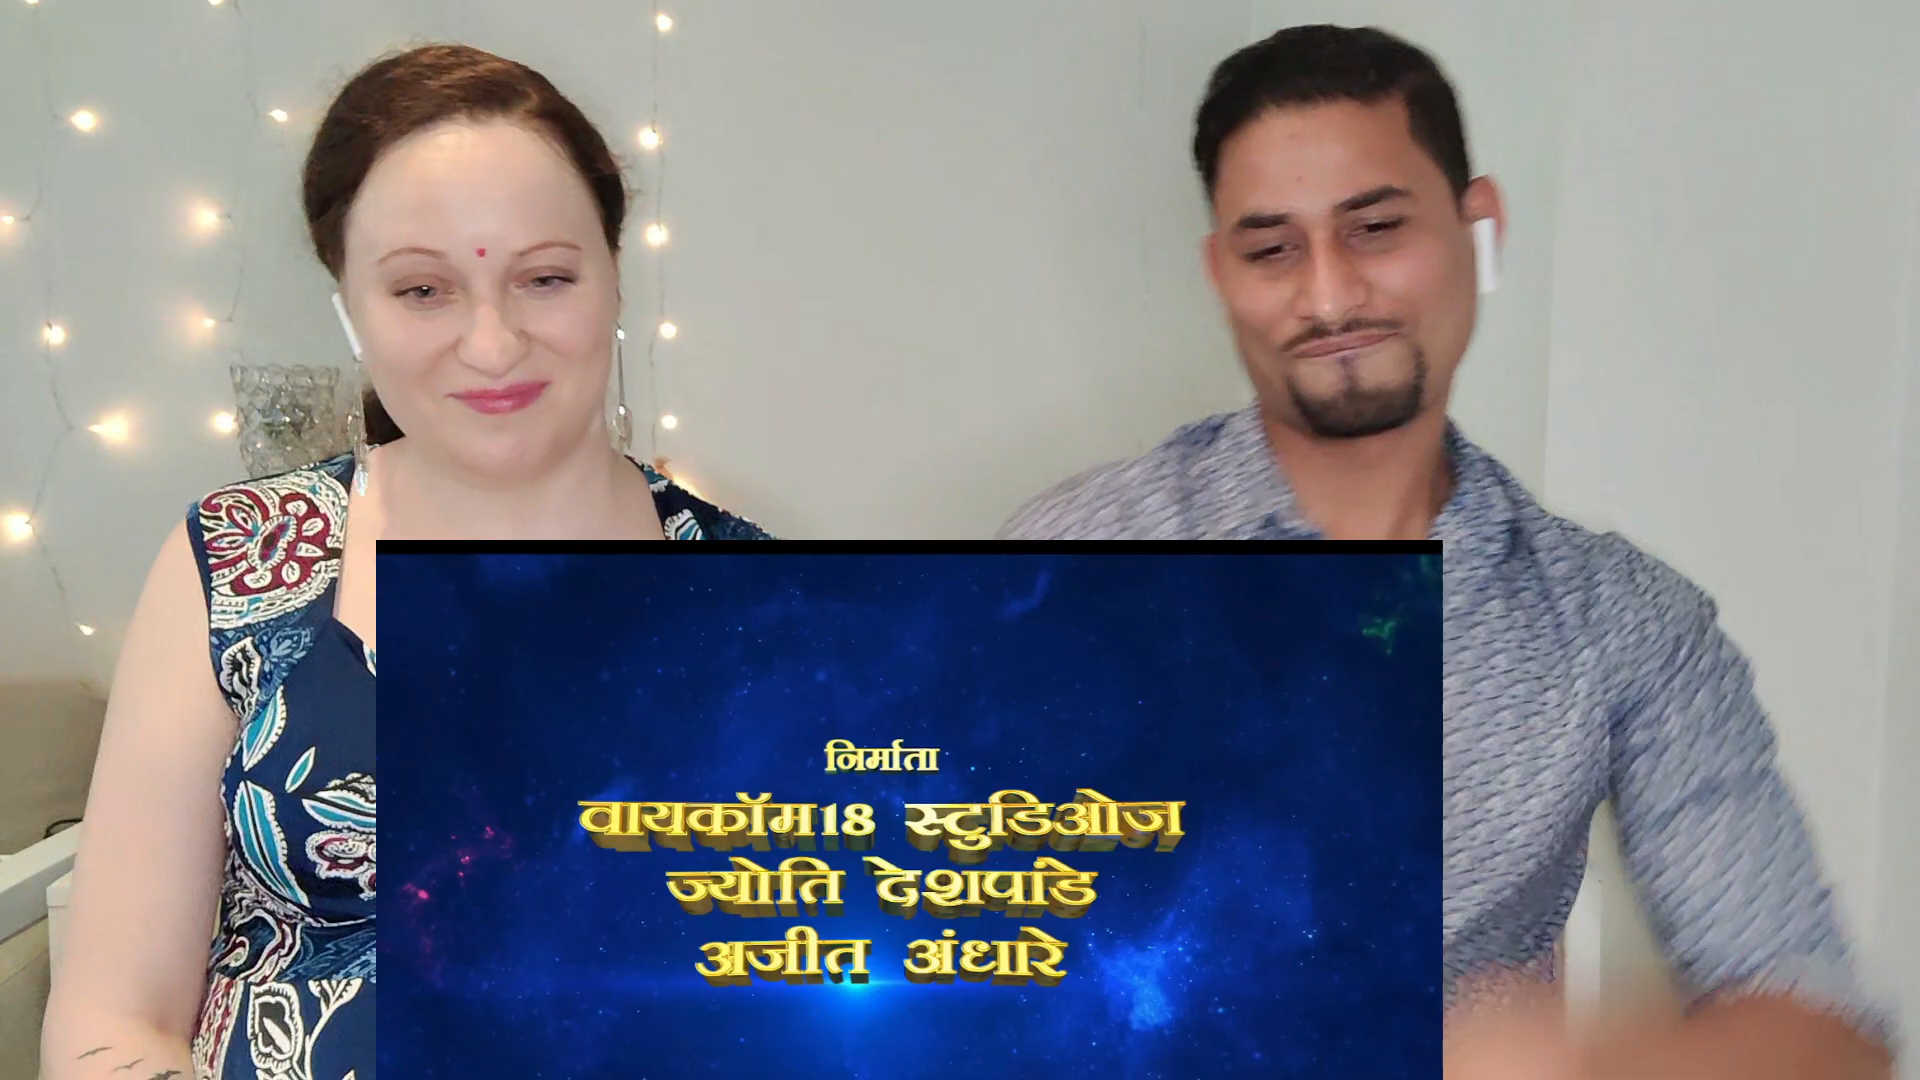 निर्माता
वायकॉम18 स्टुडिओज
ज्योति देशपांडे
अजीत अंधारे